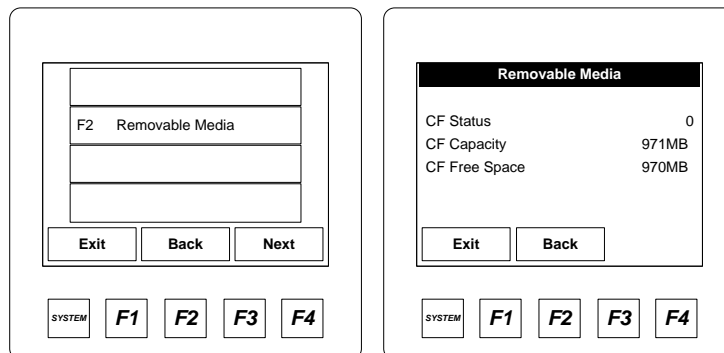 F2 Removable Media
Exit Back Next
SYSTEM F1 F2 F3 F4
Removable Media
CF Status 0
CF Capacity 971MB
CF Free Space 970MB
Exit Back
SYSTEM F1 F2 F3 F4